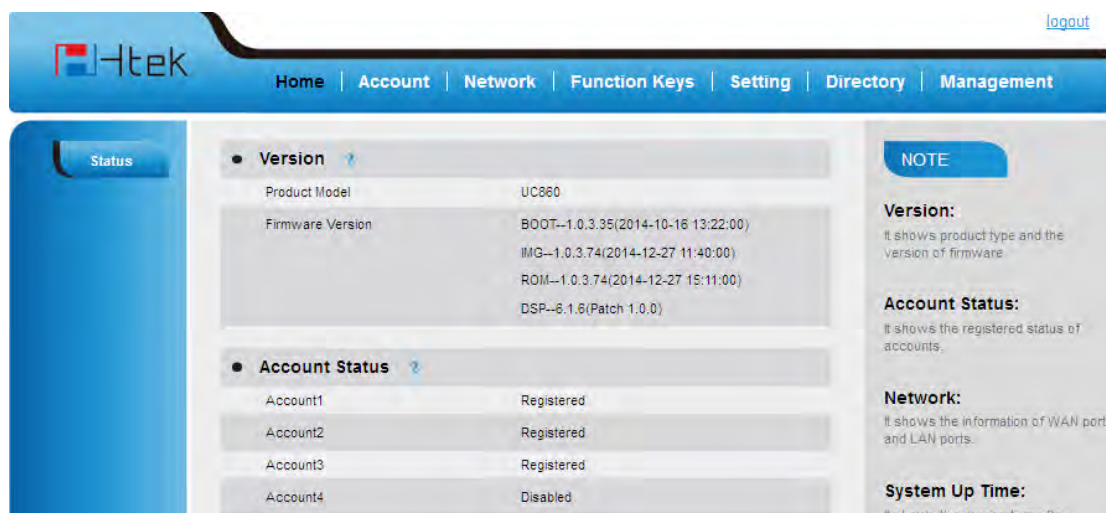 logout
Htek
Home | Account | Network | Function Keys | Setting | Directory | Management
Status
Version ?
Product Model UC860
Firmware Version BOOT--1.0.3.35(2014-10-16 13:22:00)
IMG--1.0.3.74(2014-12-27 11:40:00)
ROM--1.0.3.74(2014-12-27 15:11:00)
DSP--6.1.6(Patch 1.0.0)
Account Status ?
Account1 Registered
Account2 Registered
Account3 Registered
Account4 Disabled
NOTE
Version:
It shows product type and the
version of firmware.
Account Status:
It shows the registered status of
accounts.
Network:
It shows the information of WAN port
and LAN ports.
System Up Time: